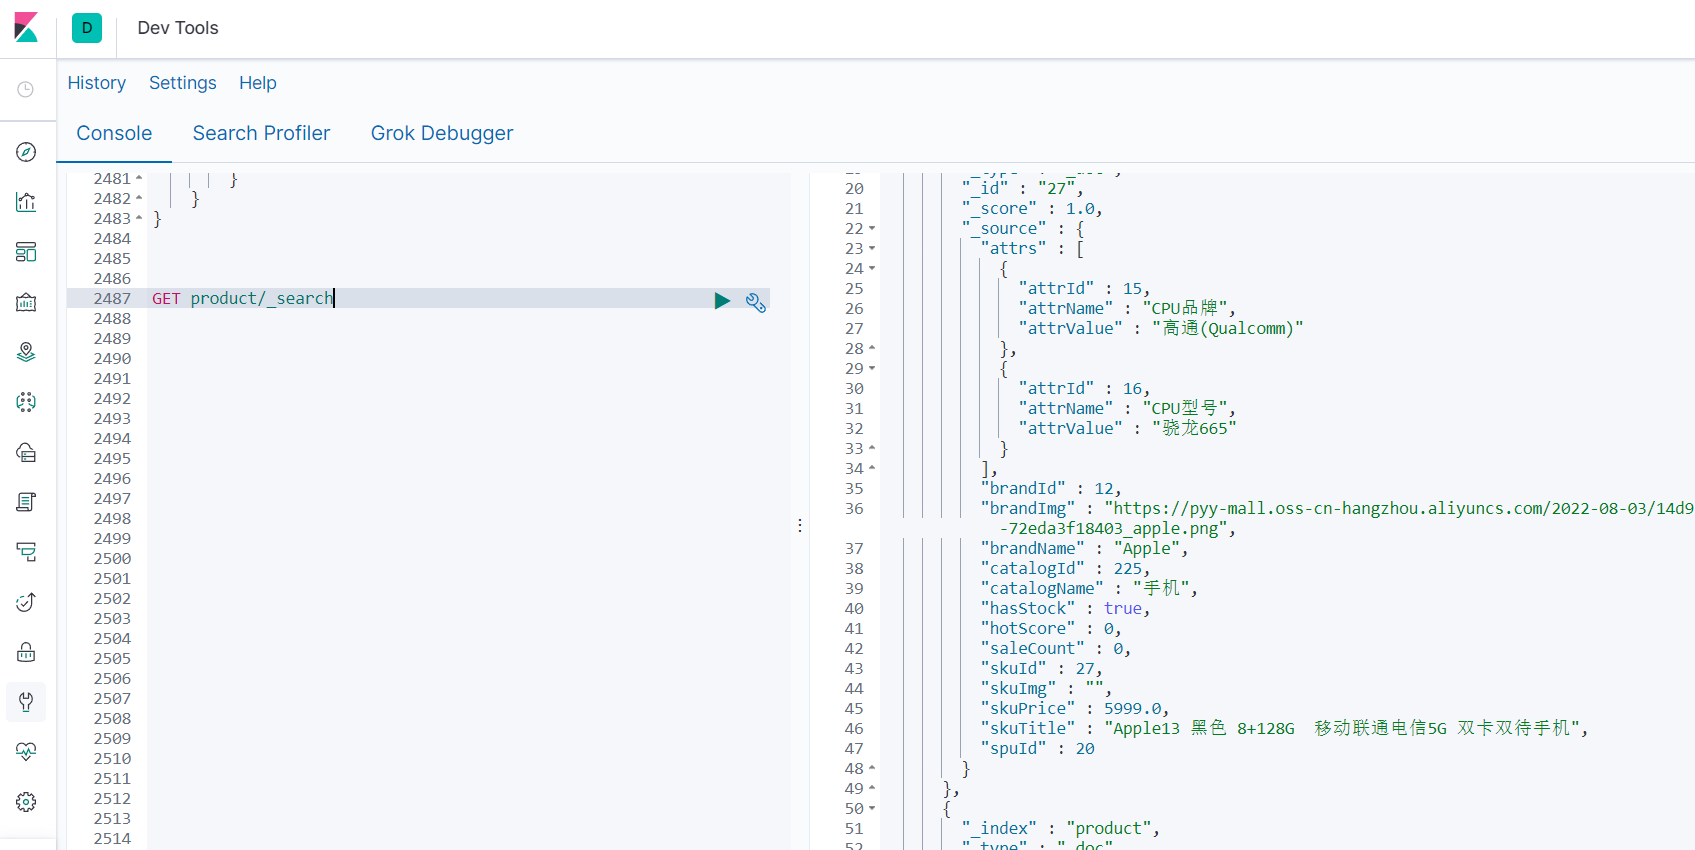 D
Dev Tools
History Settings Help
Console Search Profiler Grok Debugger
2481 }
2482 }
2483 }
2484
2485
2486
2487 GET product/_search
2488
2489
2490
2491
2492
2493
2494
2495
2496
2497
2498
2499
2500
2501
2502
2503
2504
2505
2506
2507
2508
2509
2510
2511
2512
2513
2514
20 "_id" : "27",
21 "_score" : 1.0,
22 "_source" : {
23 "attrs" : [
24 {
25 "attrId" : 15,
26 "attrName" : "CPU品牌",
27 "attrValue" : "高通(Qualcomm)"
28 },
29 {
30 "attrId" : 16,
31 "attrName" : "CPU型号",
32 "attrValue" : "骁龙665"
33 }
34 ],
35 "brandId" : 12,
36 "brandImg" : "https://pyy-mall.oss-cn-hangzhou.aliyuncs.com/2022-08-03/14d9
-72eda3f18403_apple.png",
37 "brandName" : "Apple",
38 "catalogId" : 225,
39 "catalogName" : "手机",
40 "hasStock" : true,
41 "hotScore" : 0,
42 "saleCount" : 0,
43 "skuId" : 27,
44 "skuImg" : "",
45 "skuPrice" : 5999.0,
46 "skuTitle" : "Apple13 黑色 8+128G  移动联通电信5G 双卡双待手机",
47 "spuId" : 20
48 }
49 },
50 {
51 "_index" : "product",
52 "_type" : "_doc"